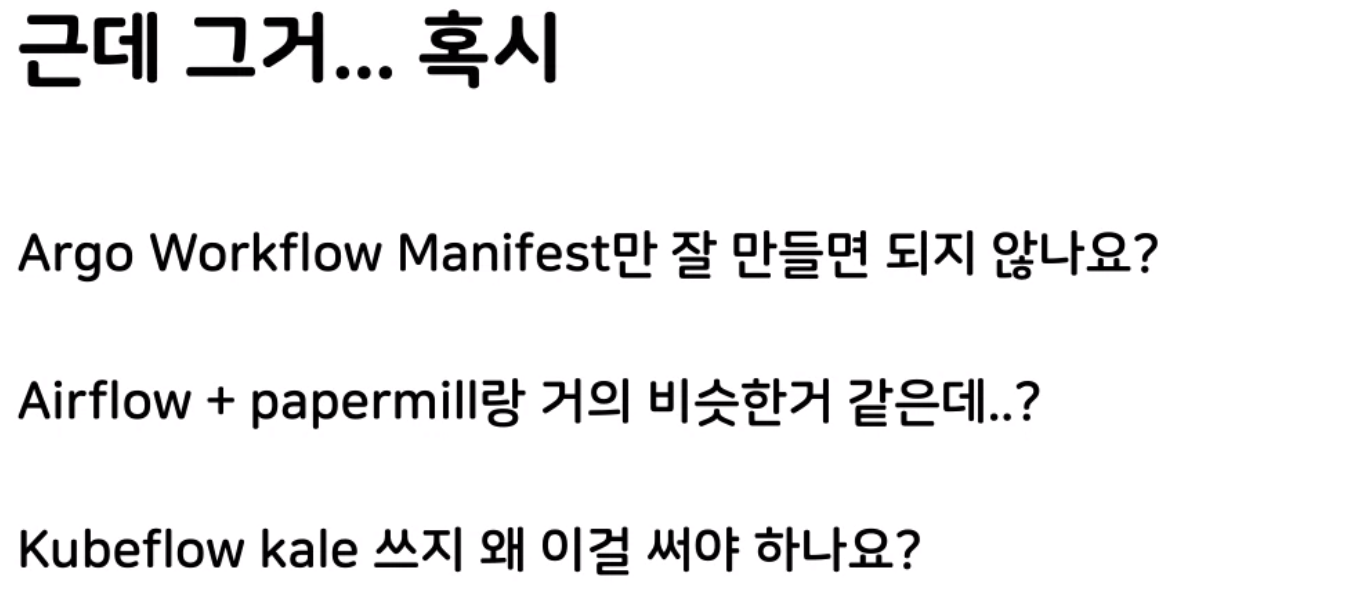 근데 그거... 혹시
Argo Workflow Manifest만 잘 만들면 되지 않나요?
Airflow + papermill랑 거의 비슷한거 같은데..?
Kubeflow kale 쓰지 왜 이걸 써야 하나요?